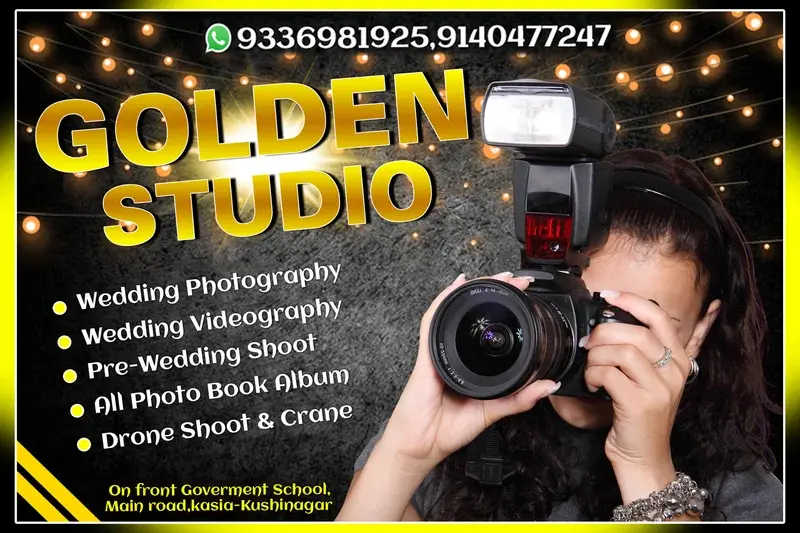 9336981925,9140477247
GOLDEN
STUDIO
Wedding Photography
Wedding Videography
Pre-Wedding Shoot
All Photo Book Album
Drone Shoot & Crane
On front Goverment School,
Main road,kasia-Kushinagar